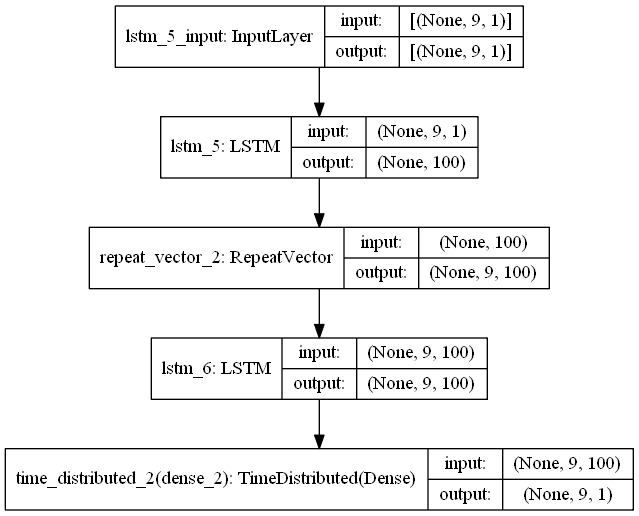 lstm_5_input: InputLayer
input: [(None, 9, 1)]
output: [(None, 9, 1)]
lstm_5: LSTM
input: (None, 9, 1)
output: (None, 100)
repeat_vector_2: RepeatVector
input: (None, 100)
output: (None, 9, 100)
lstm_6: LSTM
input: (None, 9, 100)
output: (None, 9, 100)
time_distributed_2(dense_2): TimeDistributed(Dense)
input: (None, 9, 100)
output: (None, 9, 1)